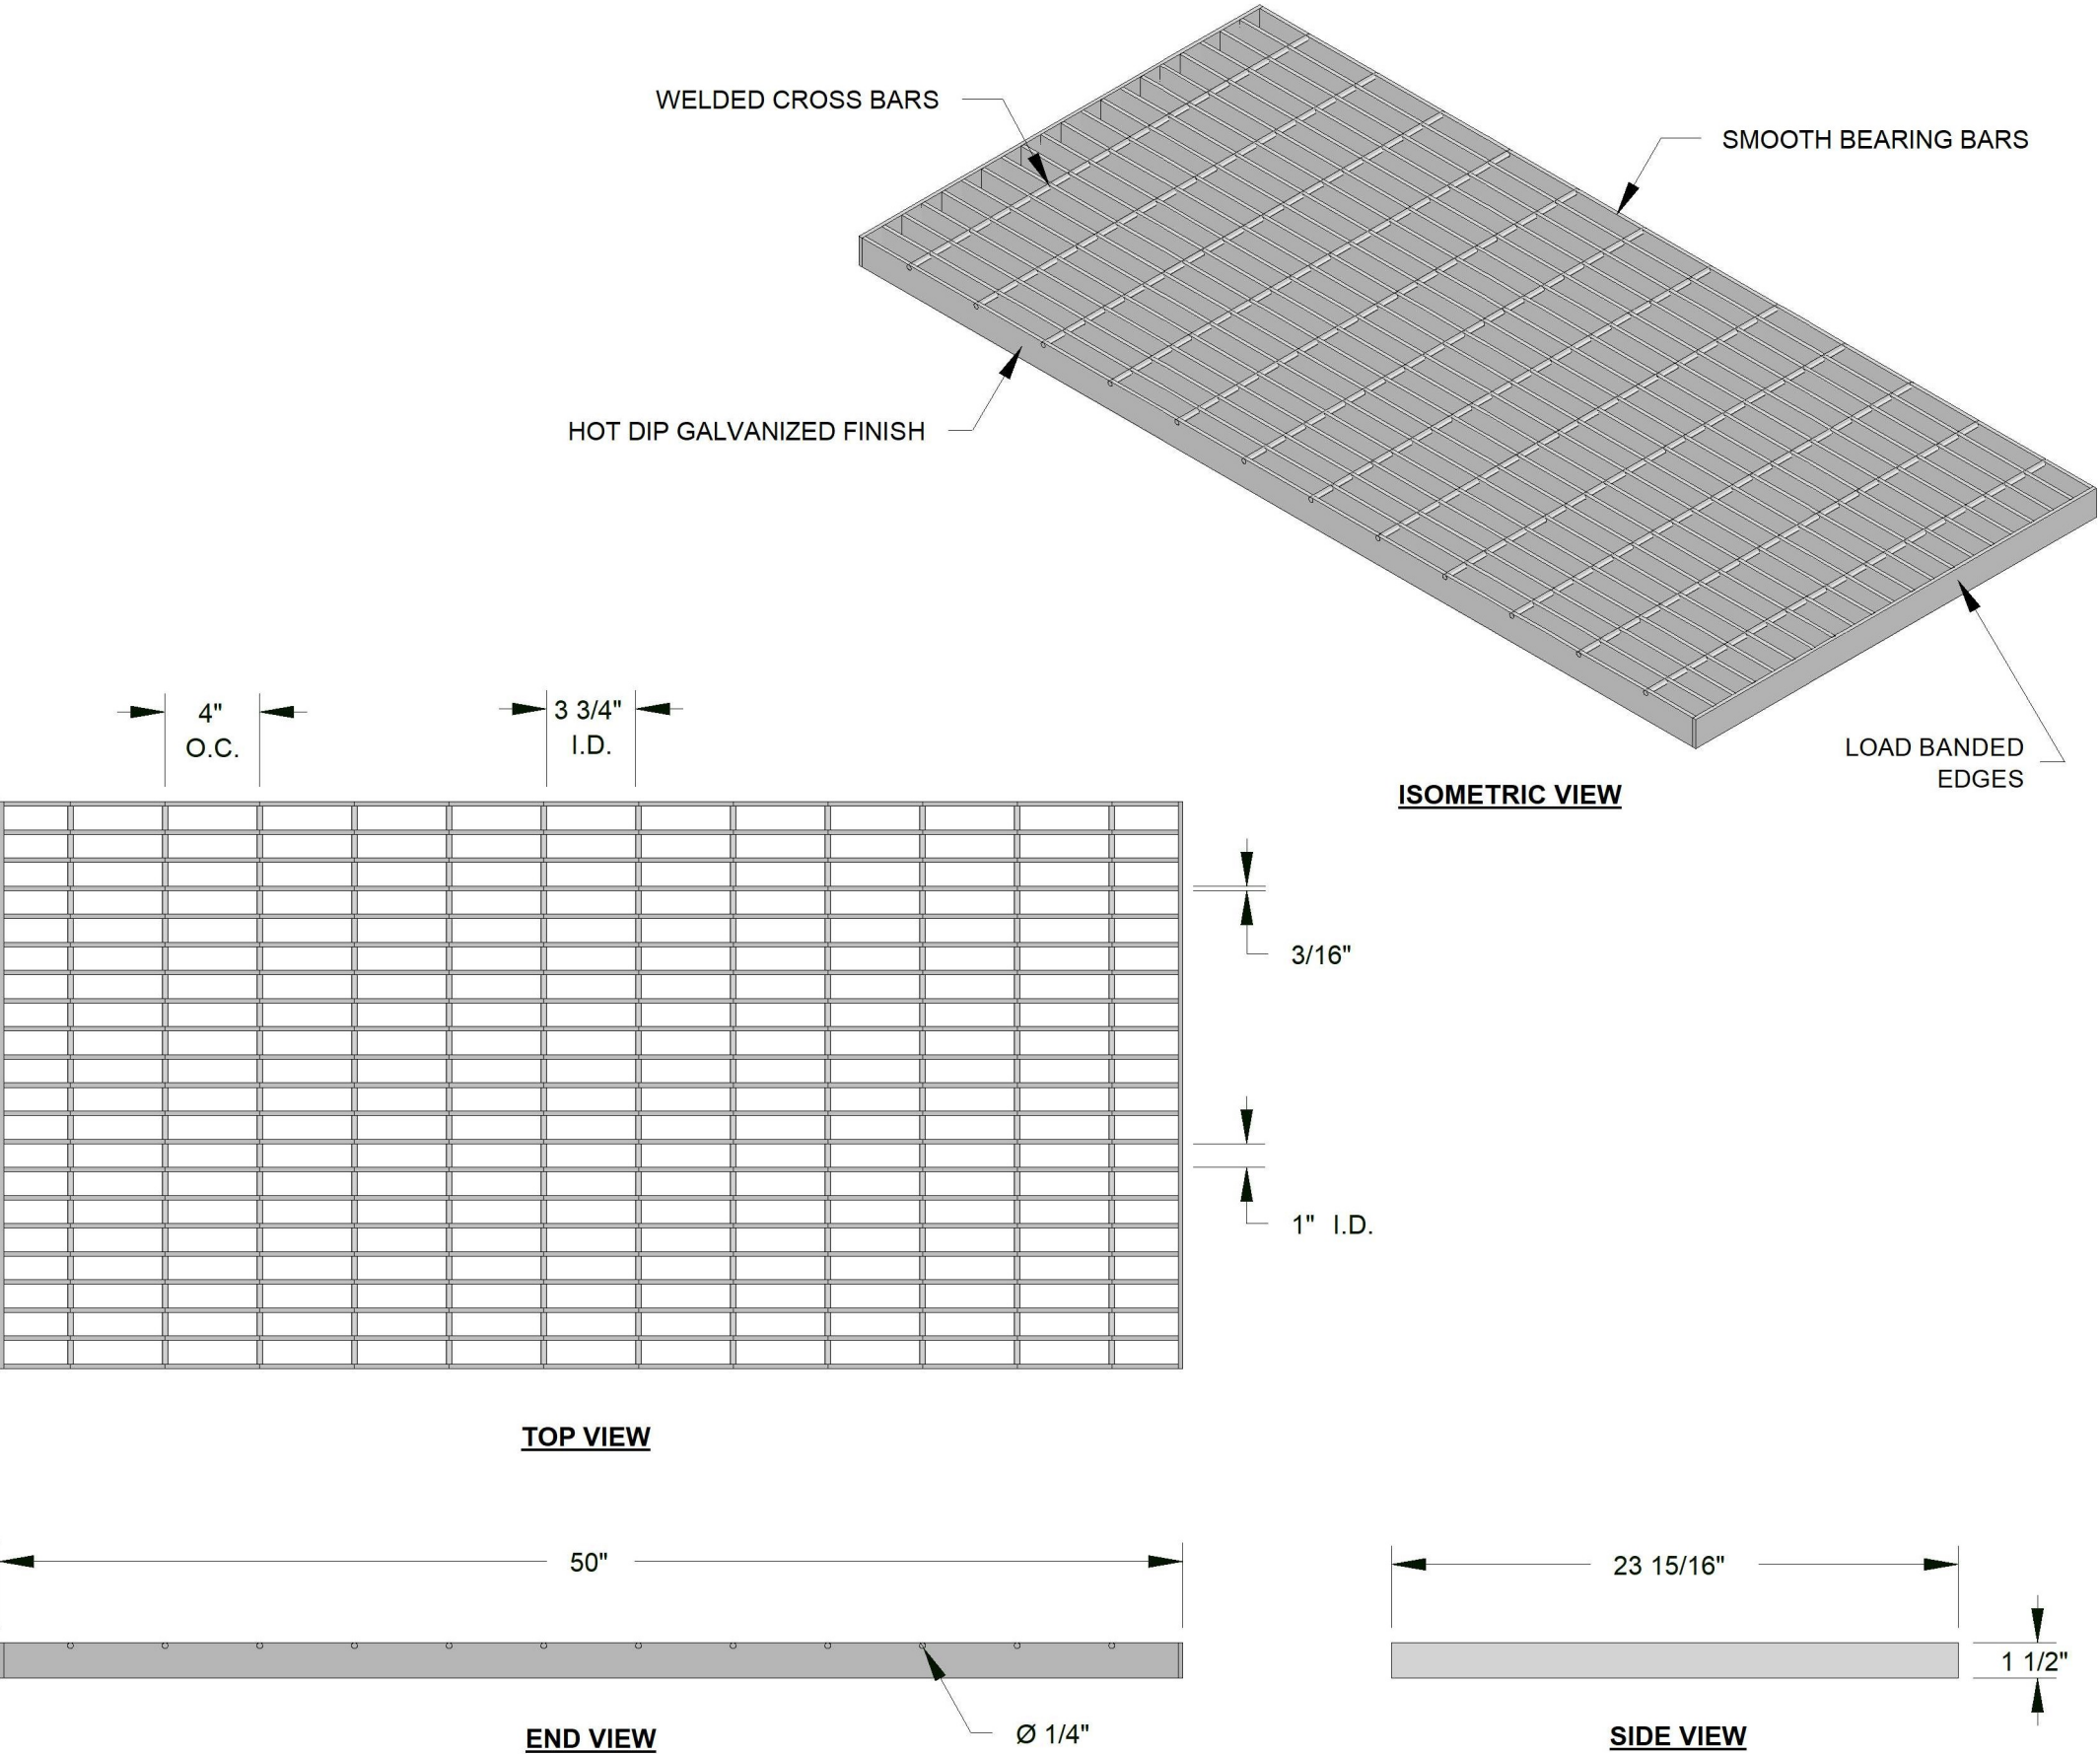 WELDED CROSS BARS
SMOOTH BEARING BARS
HOT DIP GALVANIZED FINISH
LOAD BANDED
EDGES
ISOMETRIC VIEW
4"
O.C.
3 3/4"
I.D.
3/16"
1" I.D.
TOP VIEW
50"
23 15/16"
1 1/2"
Ø 1/4"
END VIEW
SIDE VIEW